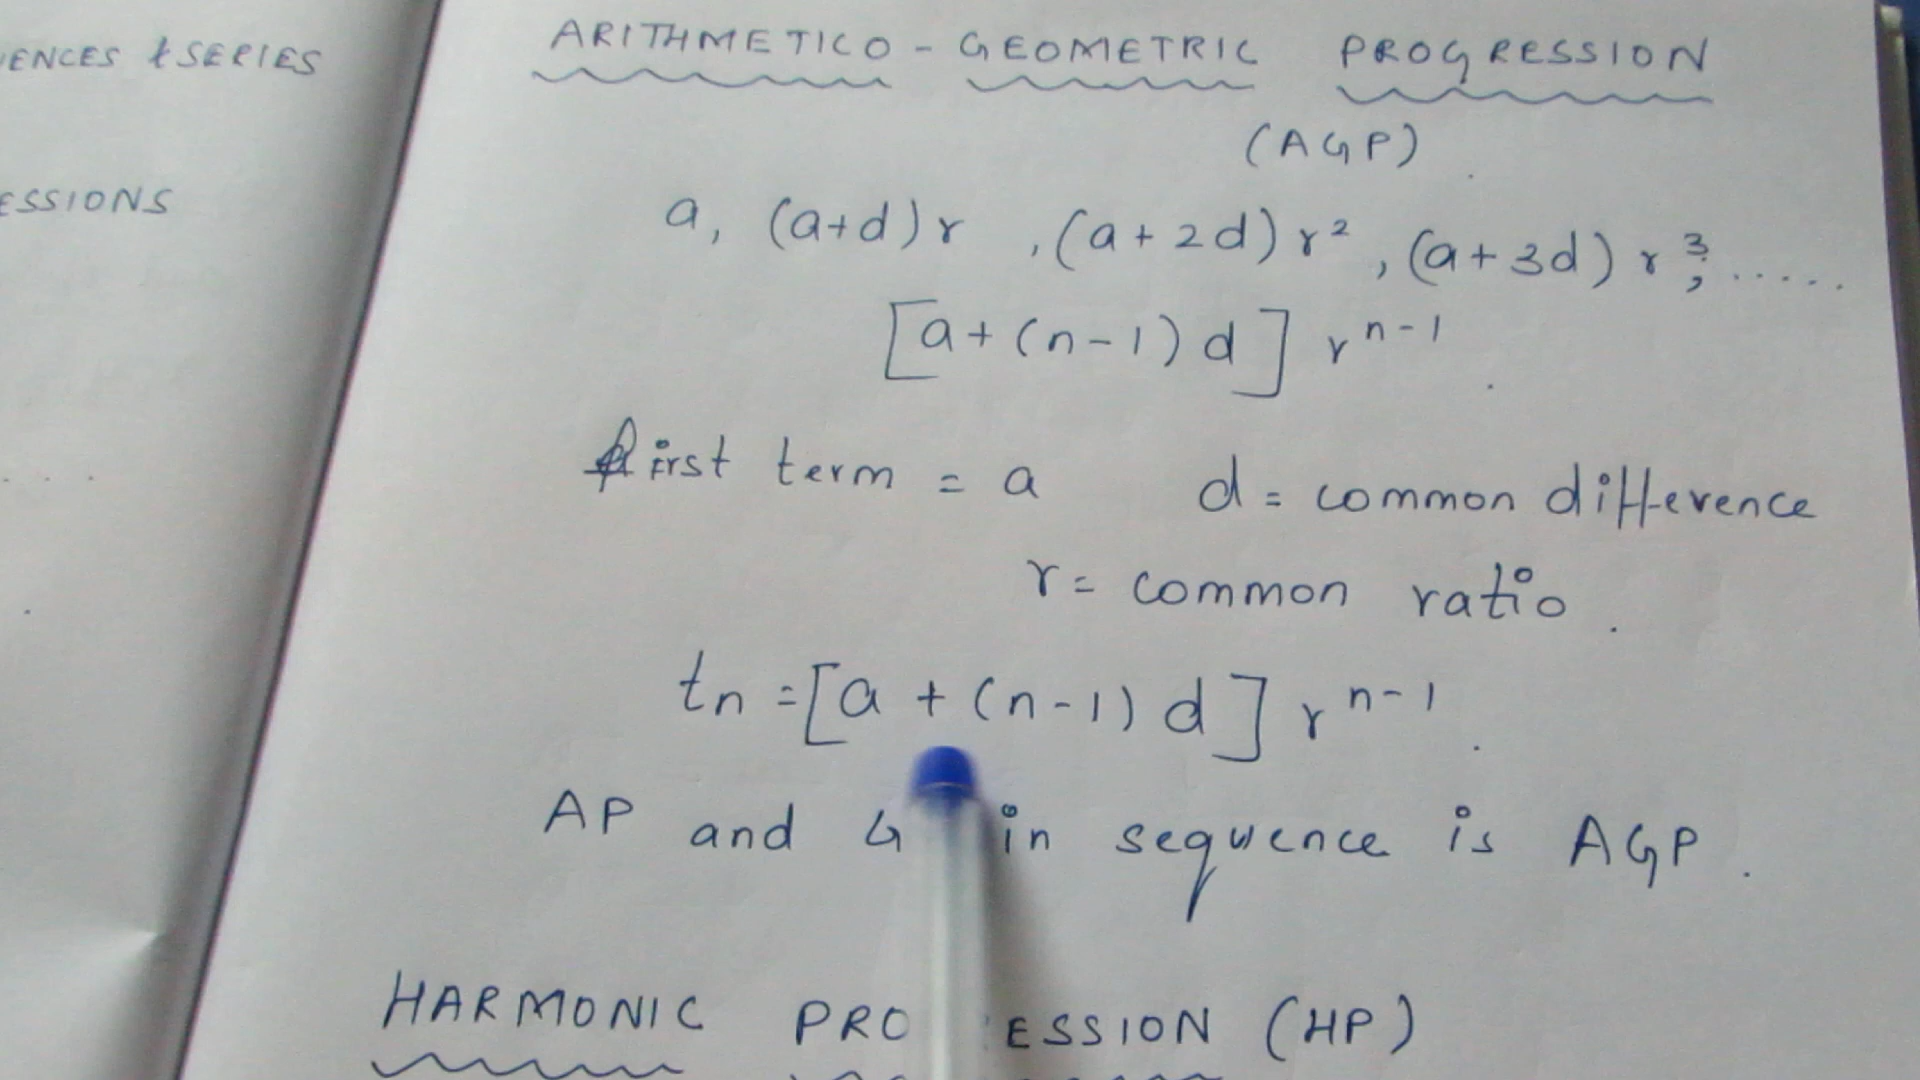 ENCES & SERIES
ESSIONS
ARITHMETICO - GEOMETRIC PROGRESSION
(AGP)
a, (a+d)r, (a+2d)r², (a+3d)r³, .....
[a+(n-1)d] rⁿ⁻¹
first term = a d = common difference
r = common ratio.
tn = [a+(n-1)d] rⁿ⁻¹.
AP and G in sequence is AGP.
HARMONIC PRO ESSION (HP)